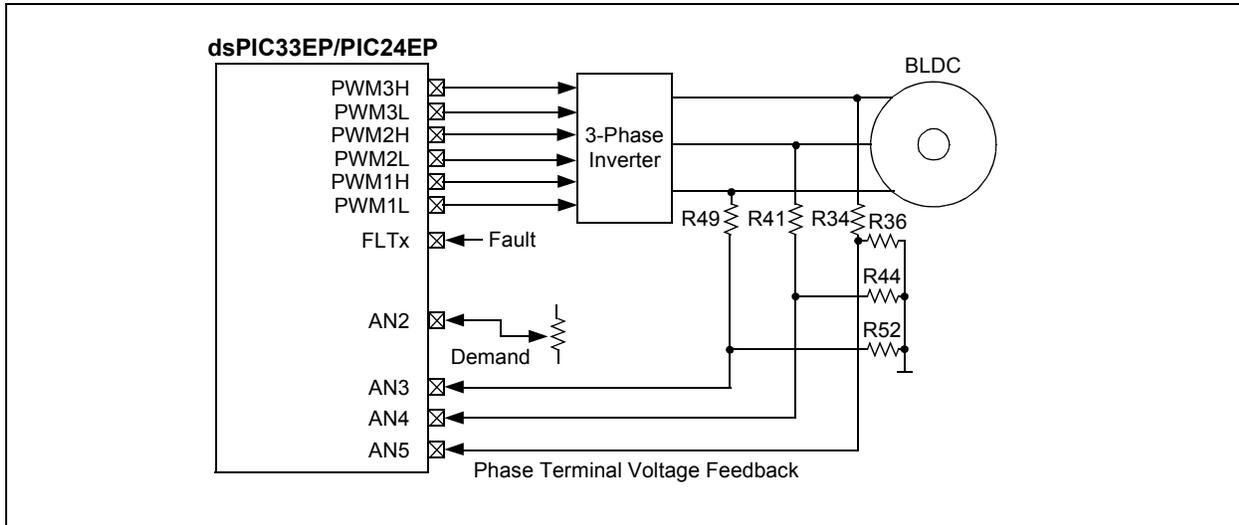 dsPIC33EP/PIC24EP
BLDC
PWM3H
PWM3L
PWM2H
PWM2L
PWM1H
PWM1L
3-Phase
Inverter
R49
R41
R34
R36
FLTx
Fault
R44
AN2
R52
Demand
AN3
AN4
AN5
Phase Terminal Voltage Feedback